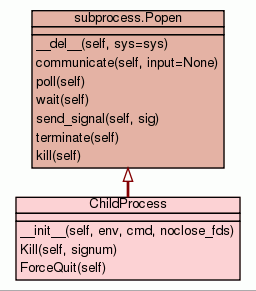 subprocess.Popen
__del__(self, sys=sys)
communicate(self, input=None)
poll(self)
wait(self)
send_signal(self, sig)
terminate(self)
kill(self)
ChildProcess
__init__(self, env, cmd, noclose_fds)
Kill(self, signum)
ForceQuit(self)